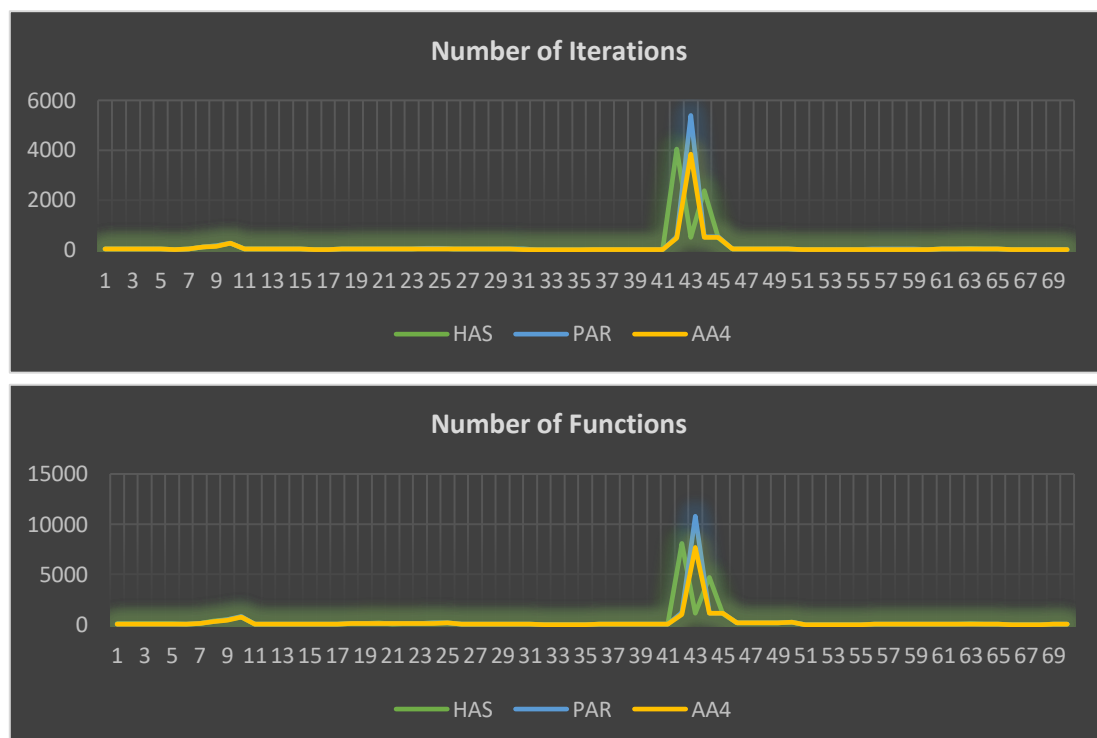 Number of Iterations
6000
4000
2000
0
1 3 5 7 9 11 13 15 17 19 21 23 25 27 29 31 33 35 37 39 41 43 45 47 49 51 53 55 57 59 61 63 65 67 69
HAS PAR AA4
Number of Functions
15000
10000
5000
0
1 3 5 7 9 11 13 15 17 19 21 23 25 27 29 31 33 35 37 39 41 43 45 47 49 51 53 55 57 59 61 63 65 67 69
HAS PAR AA4